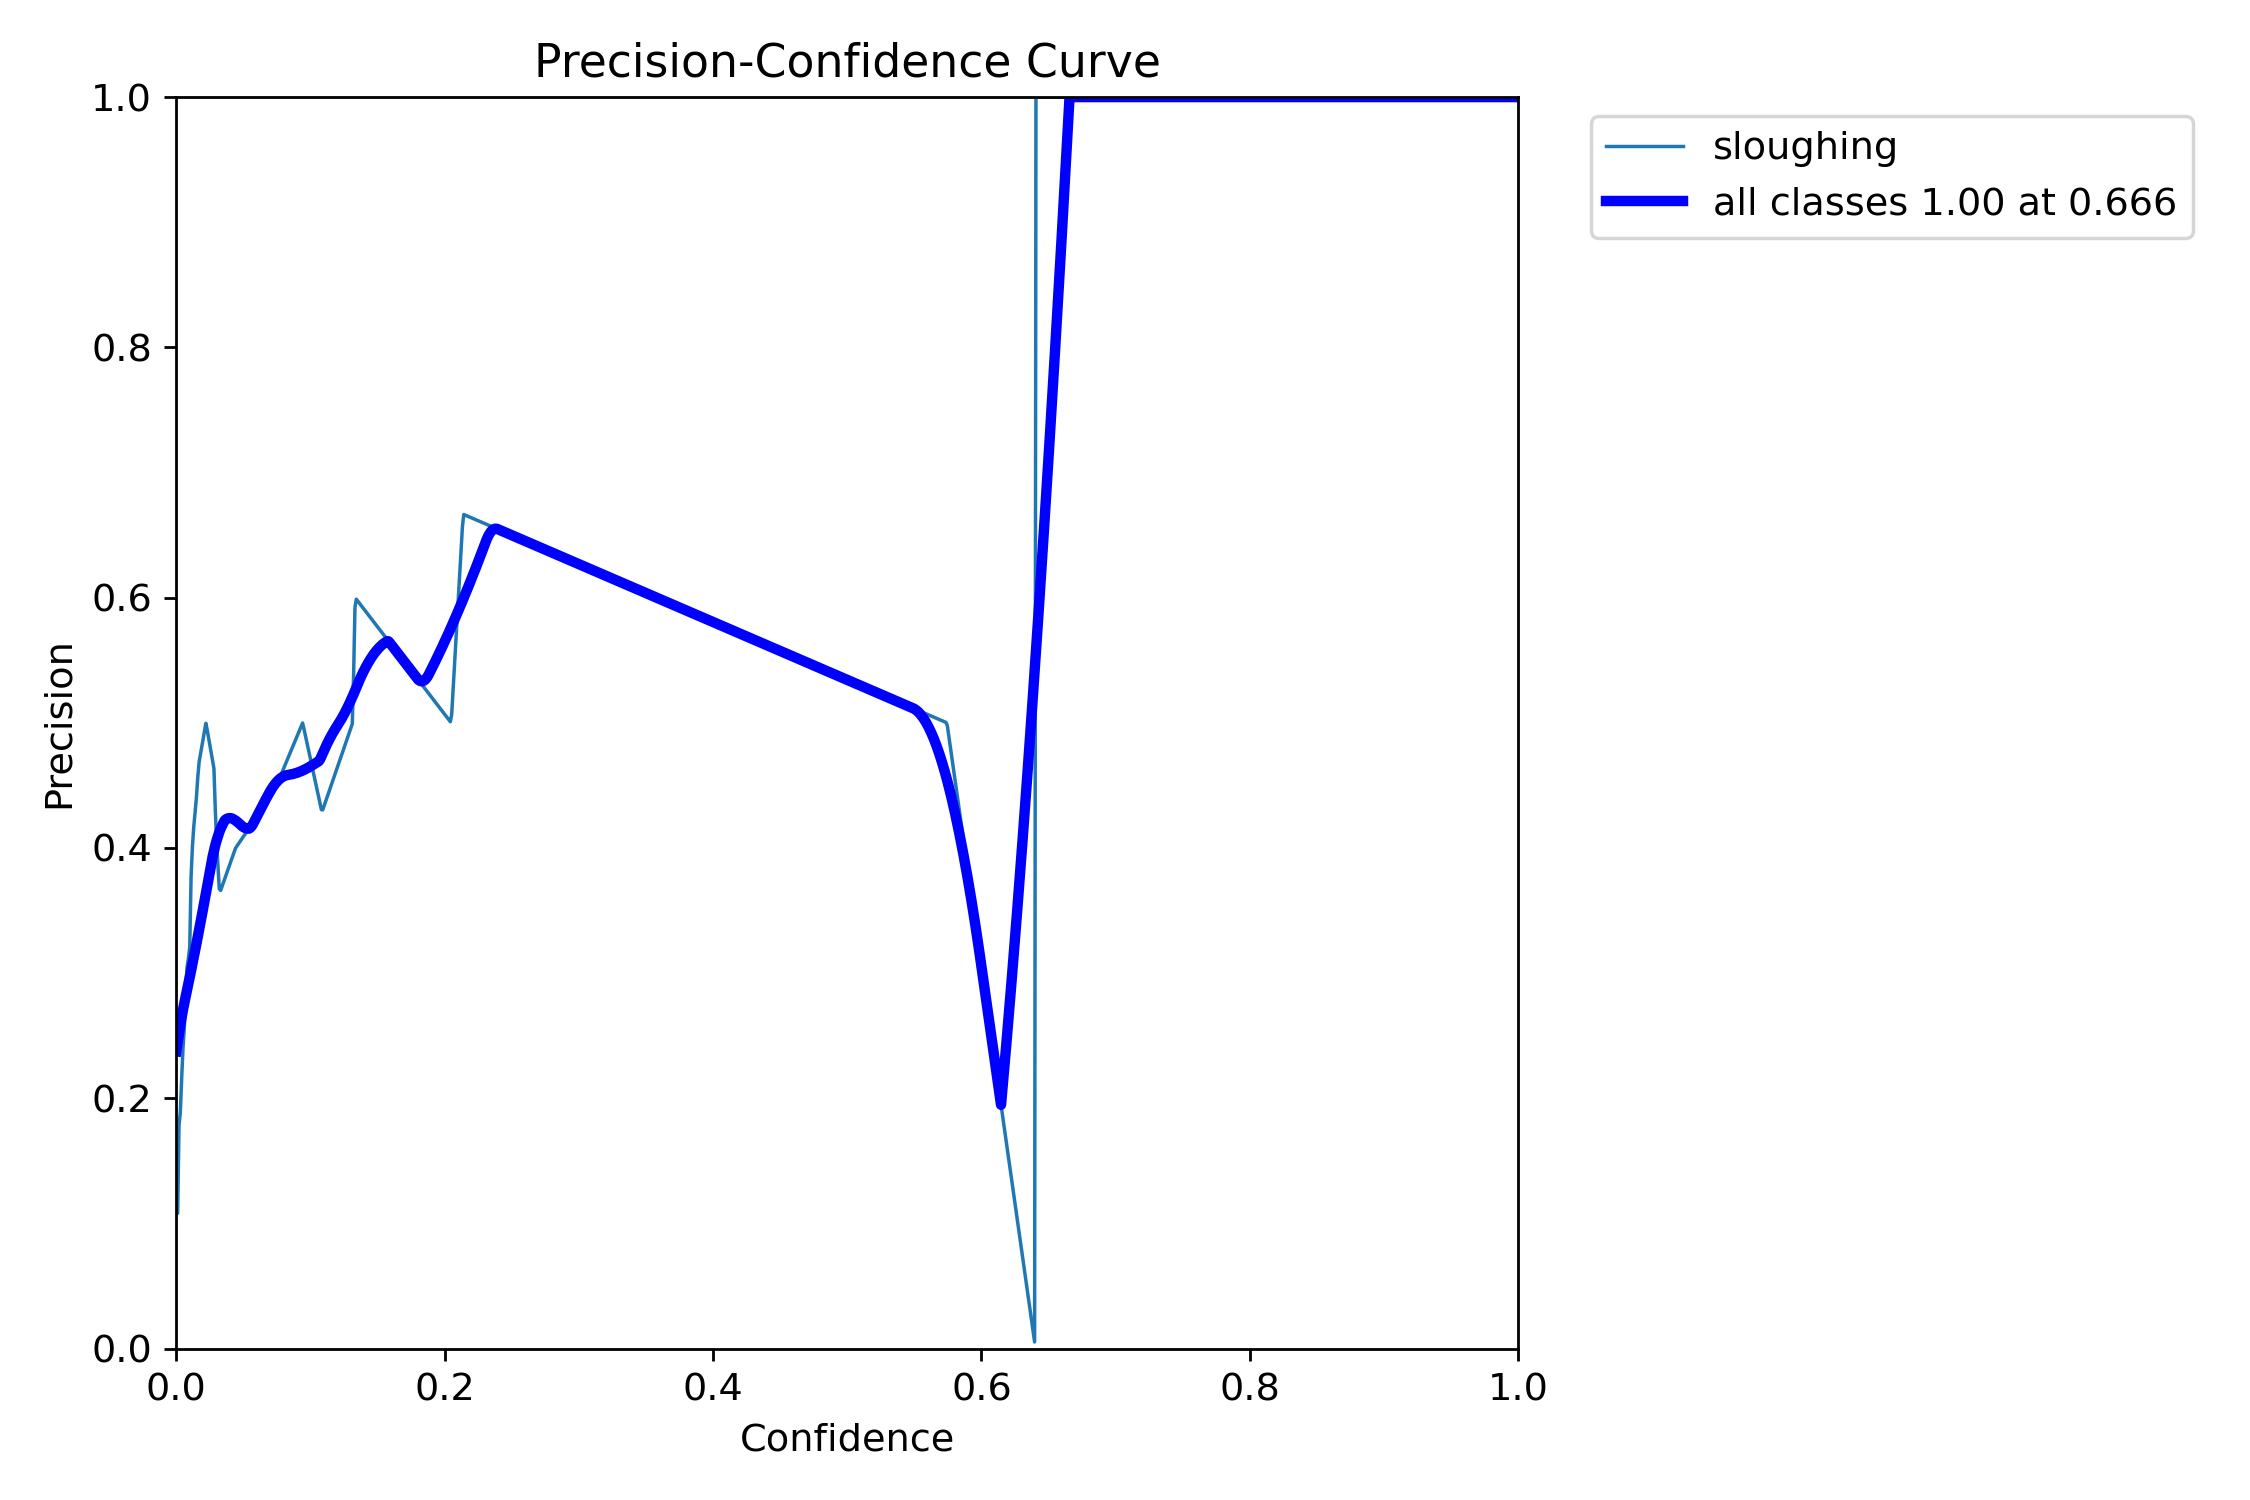 Precision-Confidence Curve
1.0
0.8
0.6
0.4
0.2
0.0
Precision
0.0 0.2 0.4 0.6 0.8 1.0
Confidence
sloughing
all classes 1.00 at 0.666